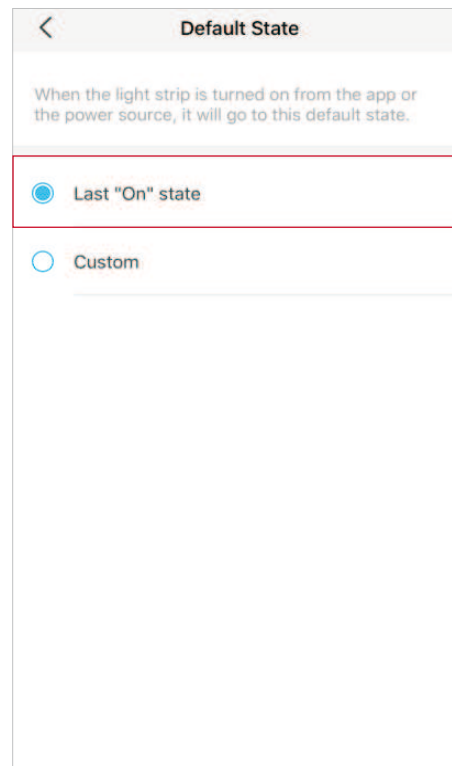 Default State
When the light strip is turned on from the app or
the power source, it will go to this default state.
Last "On" state
Custom